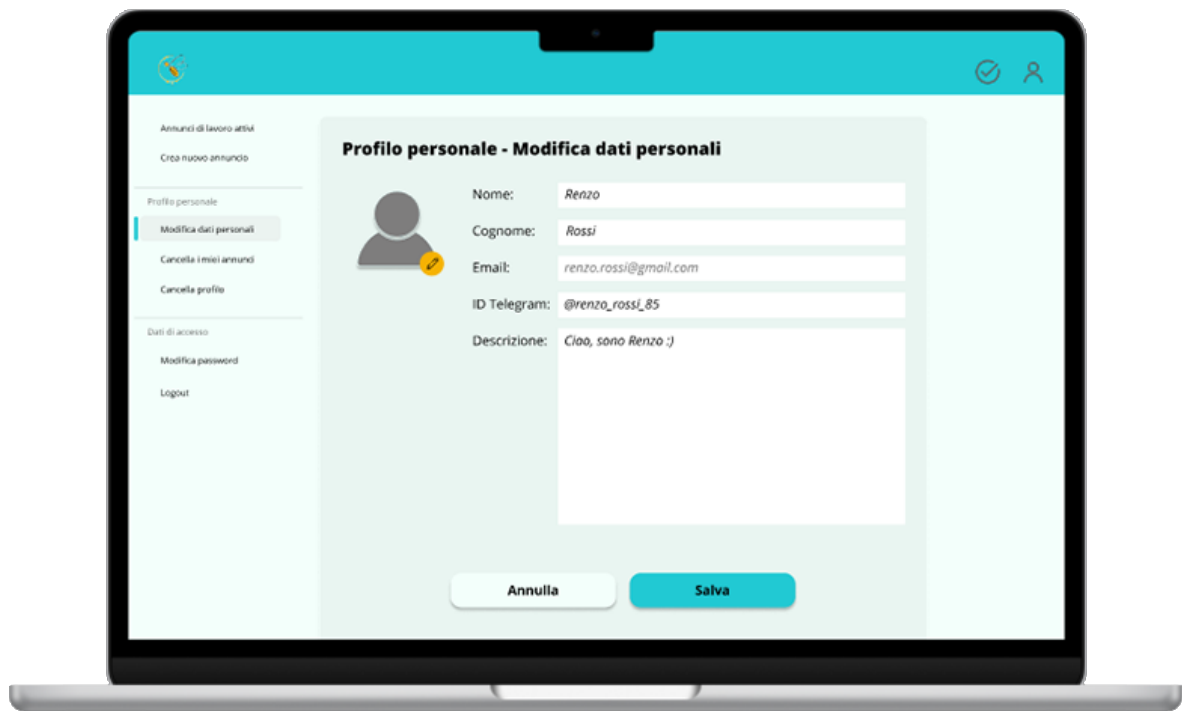 Annunci di lavoro attivi
Crea nuovo annuncio
Profilo personale
Modifica dati personali
Cancella i miei annunci
Cancella profilo
Dati di accesso
Modifica password
Logout
Profilo personale - Modifica dati personali
Nome: Renzo
Cognome: Rossi
Email: renzo.rossi@gmail.com
ID Telegram: @renzo_rossi_85
Descrizione: Ciao, sono Renzo :)
Annulla Salva